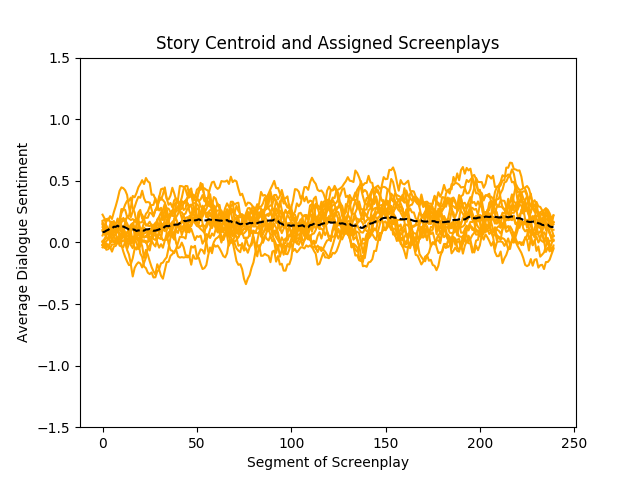 Story Centroid and Assigned Screenplays
1.5
1.0
0.5
0.0
−0.5
−1.0
−1.5
Average Dialogue Sentiment
0 50 100 150 200 250
Segment of Screenplay